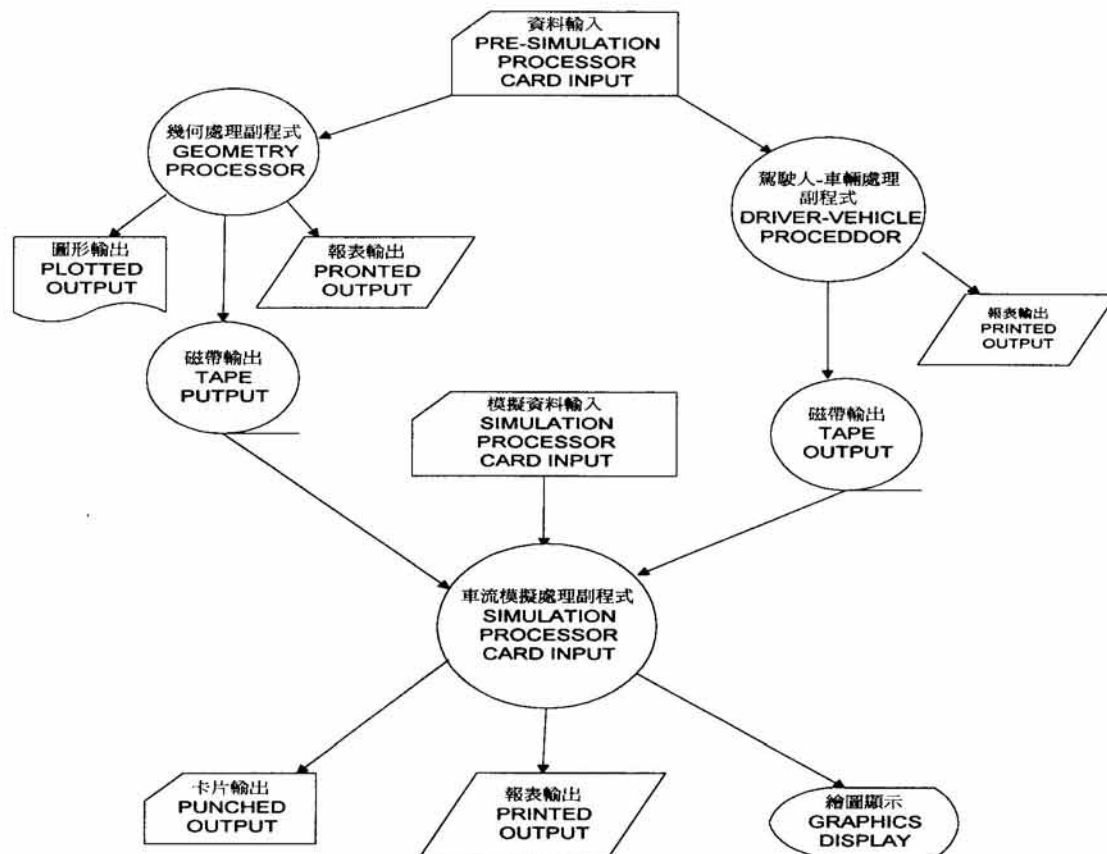 資料輸入
PRE-SIMULATION
PROCESSOR
CARD INPUT
幾何處理副程式
GEOMETRY
PROCESSOR
駕駛人-車輛處理
副程式
DRIVER-VEHICLE
PROCEDDOR
圖形輸出
PLOTTED
OUTPUT
報表輸出
PRONTED
OUTPUT
報表輸出
PRINTED
OUTPUT
磁帶輸出
TAPE
PUTPUT
模擬資料輸入
SIMULATION
PROCESSOR
CARD INPUT
磁帶輸出
TAPE
OUTPUT
車流模擬處理副程式
SIMULATION
PROCESSOR
CARD INPUT
卡片輸出
PUNCHED
OUTPUT
報表輸出
PRINTED
OUTPUT
繪圖顯示
GRAPHICS
DISPLAY